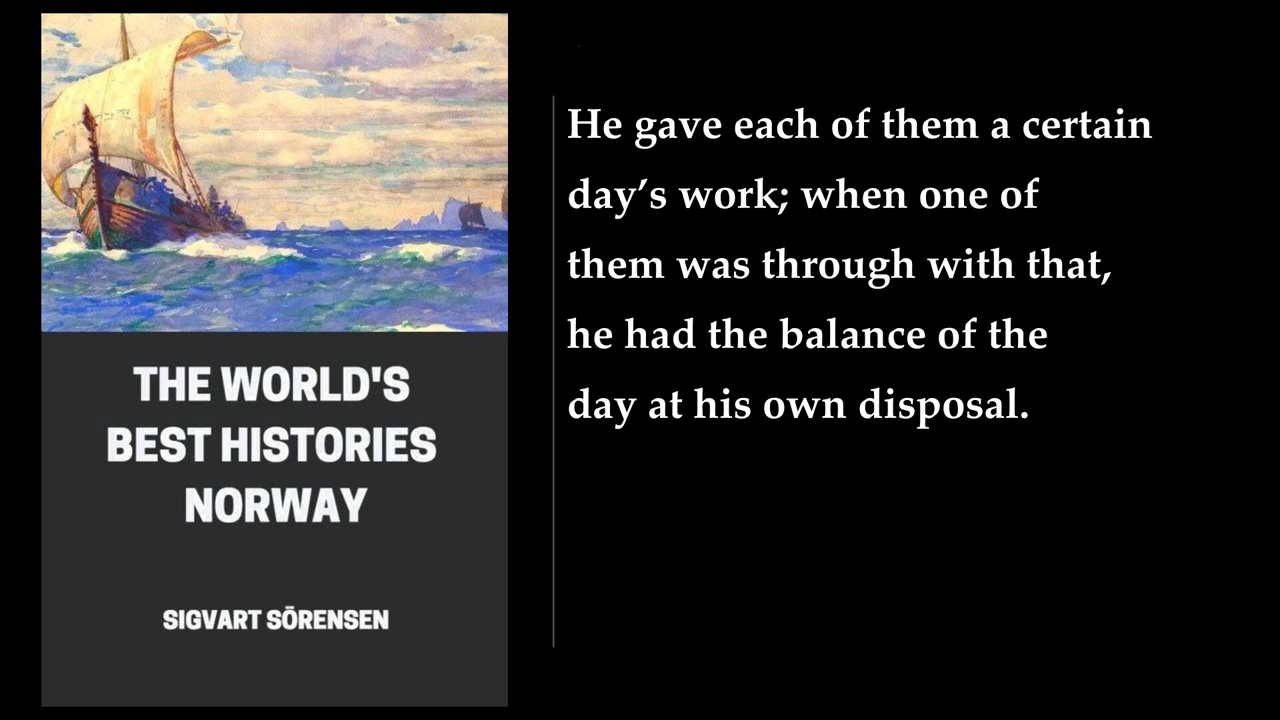 THE WORLD'S
BEST HISTORIES
NORWAY
SIGVART SÖRENSEN
He gave each of them a certain
day’s work; when one of
them was through with that,
he had the balance of the
day at his own disposal.